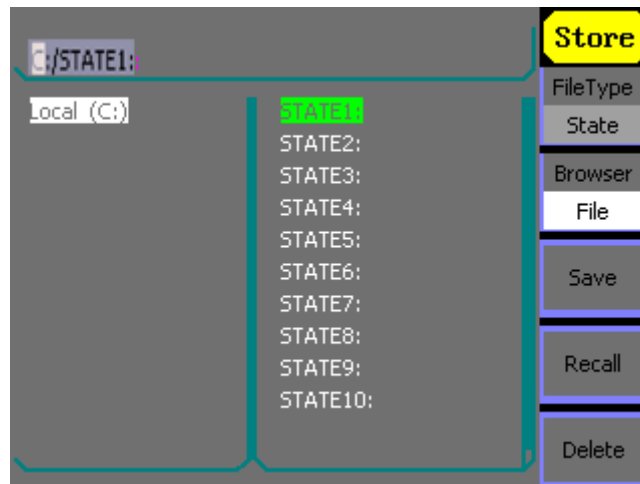 C:/STATE1:
Local (C:)
STATE1:
STATE2:
STATE3:
STATE4:
STATE5:
STATE6:
STATE7:
STATE8:
STATE9:
STATE10:
Store
FileType
State
Browser
File
Save
Recall
Delete